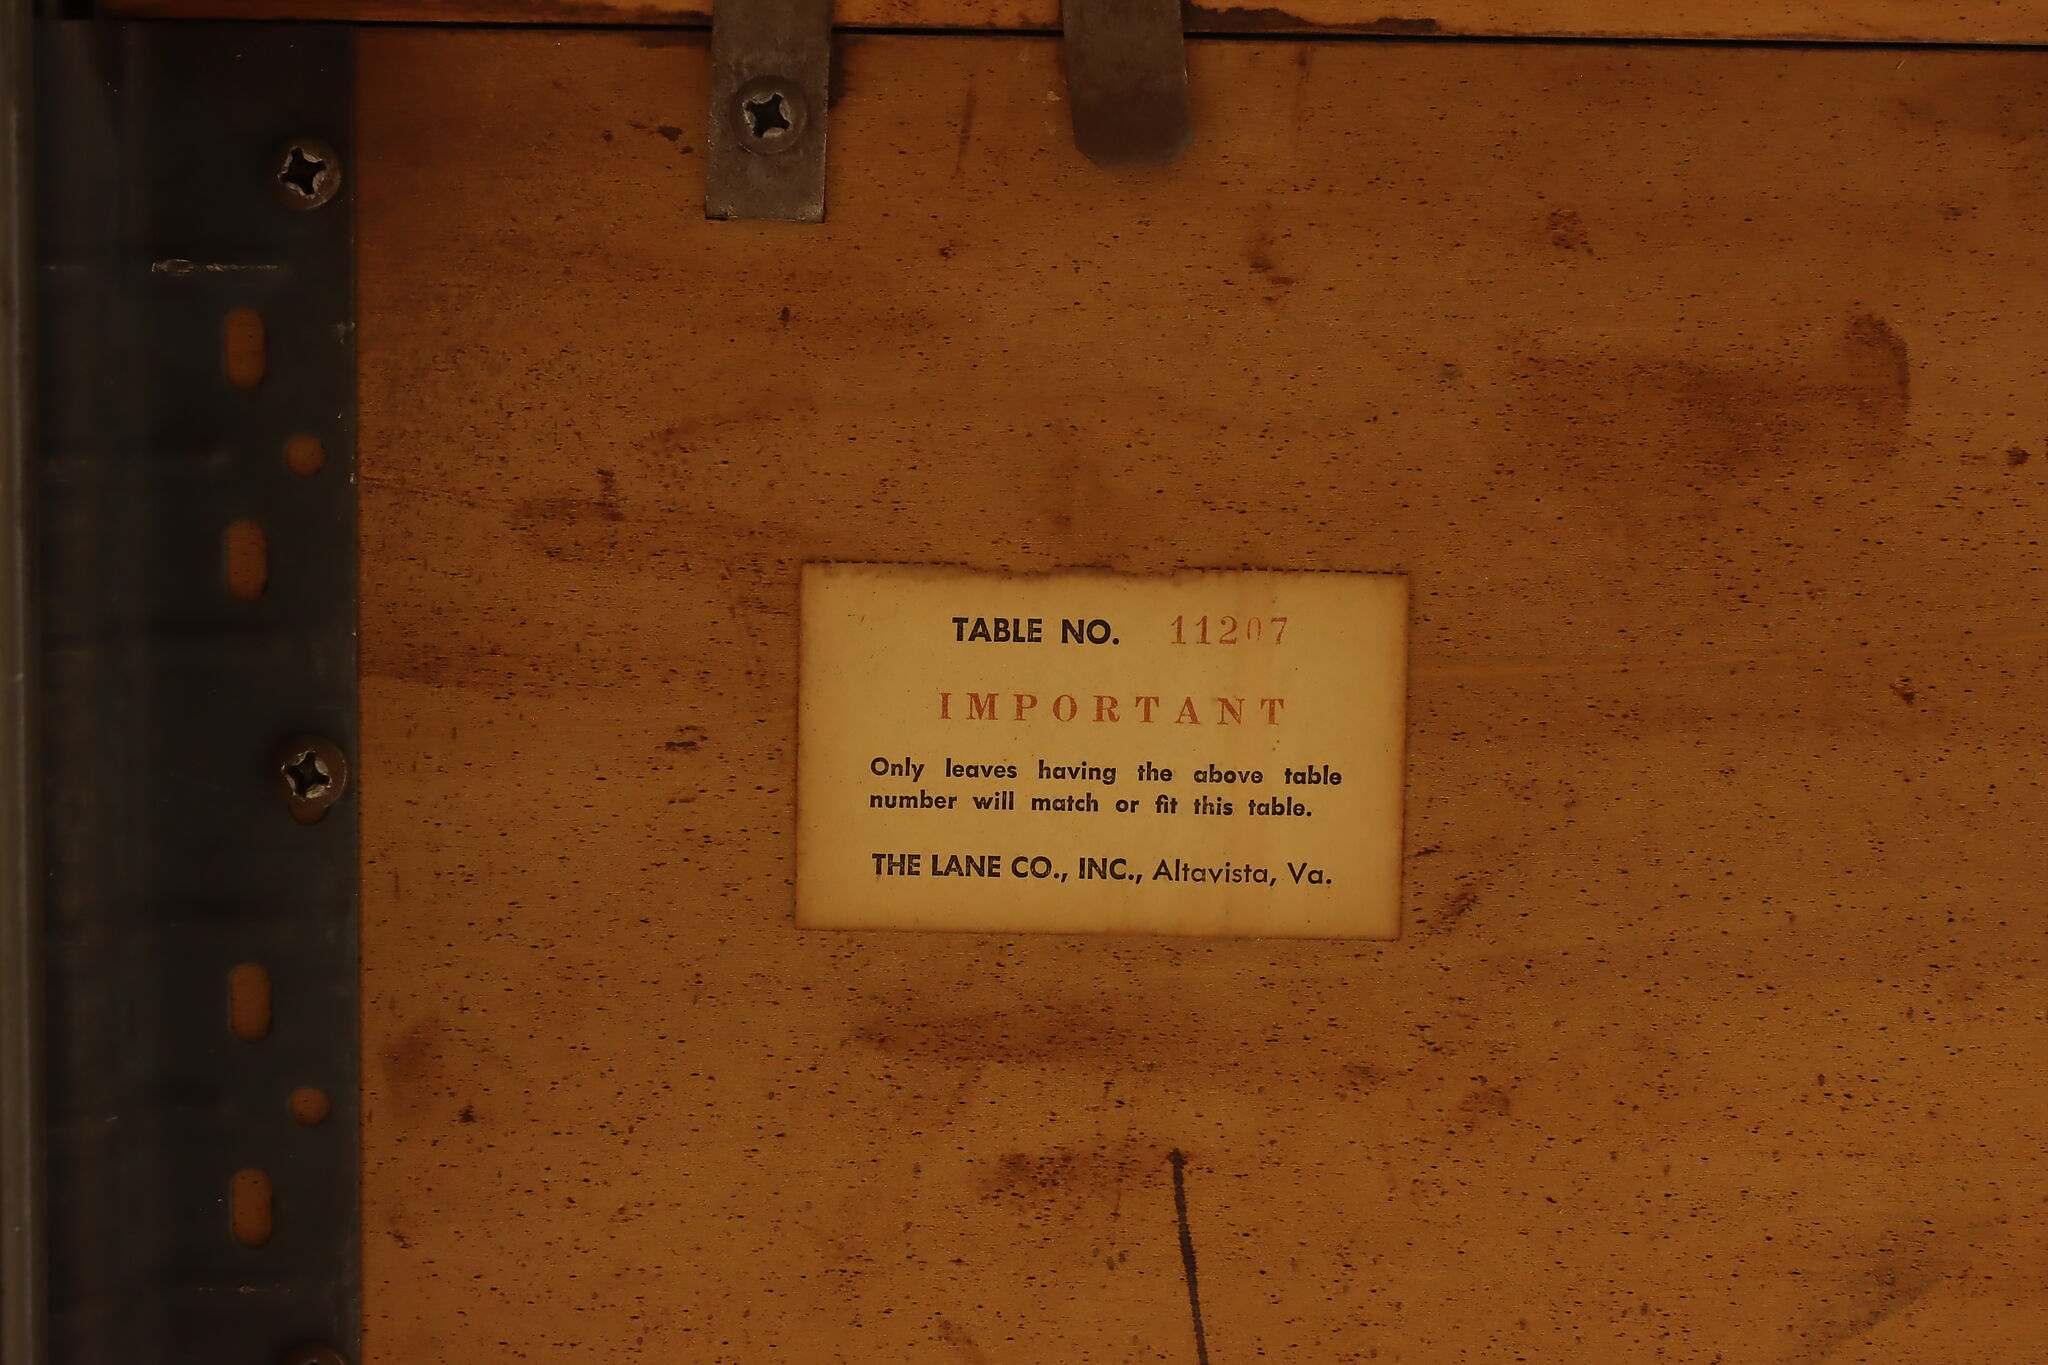 TABLE NO. 11207
IMPORTANT
Only leaves having the above table
number will match or fit this table.
THE LANE CO., INC., Altavista, Va.